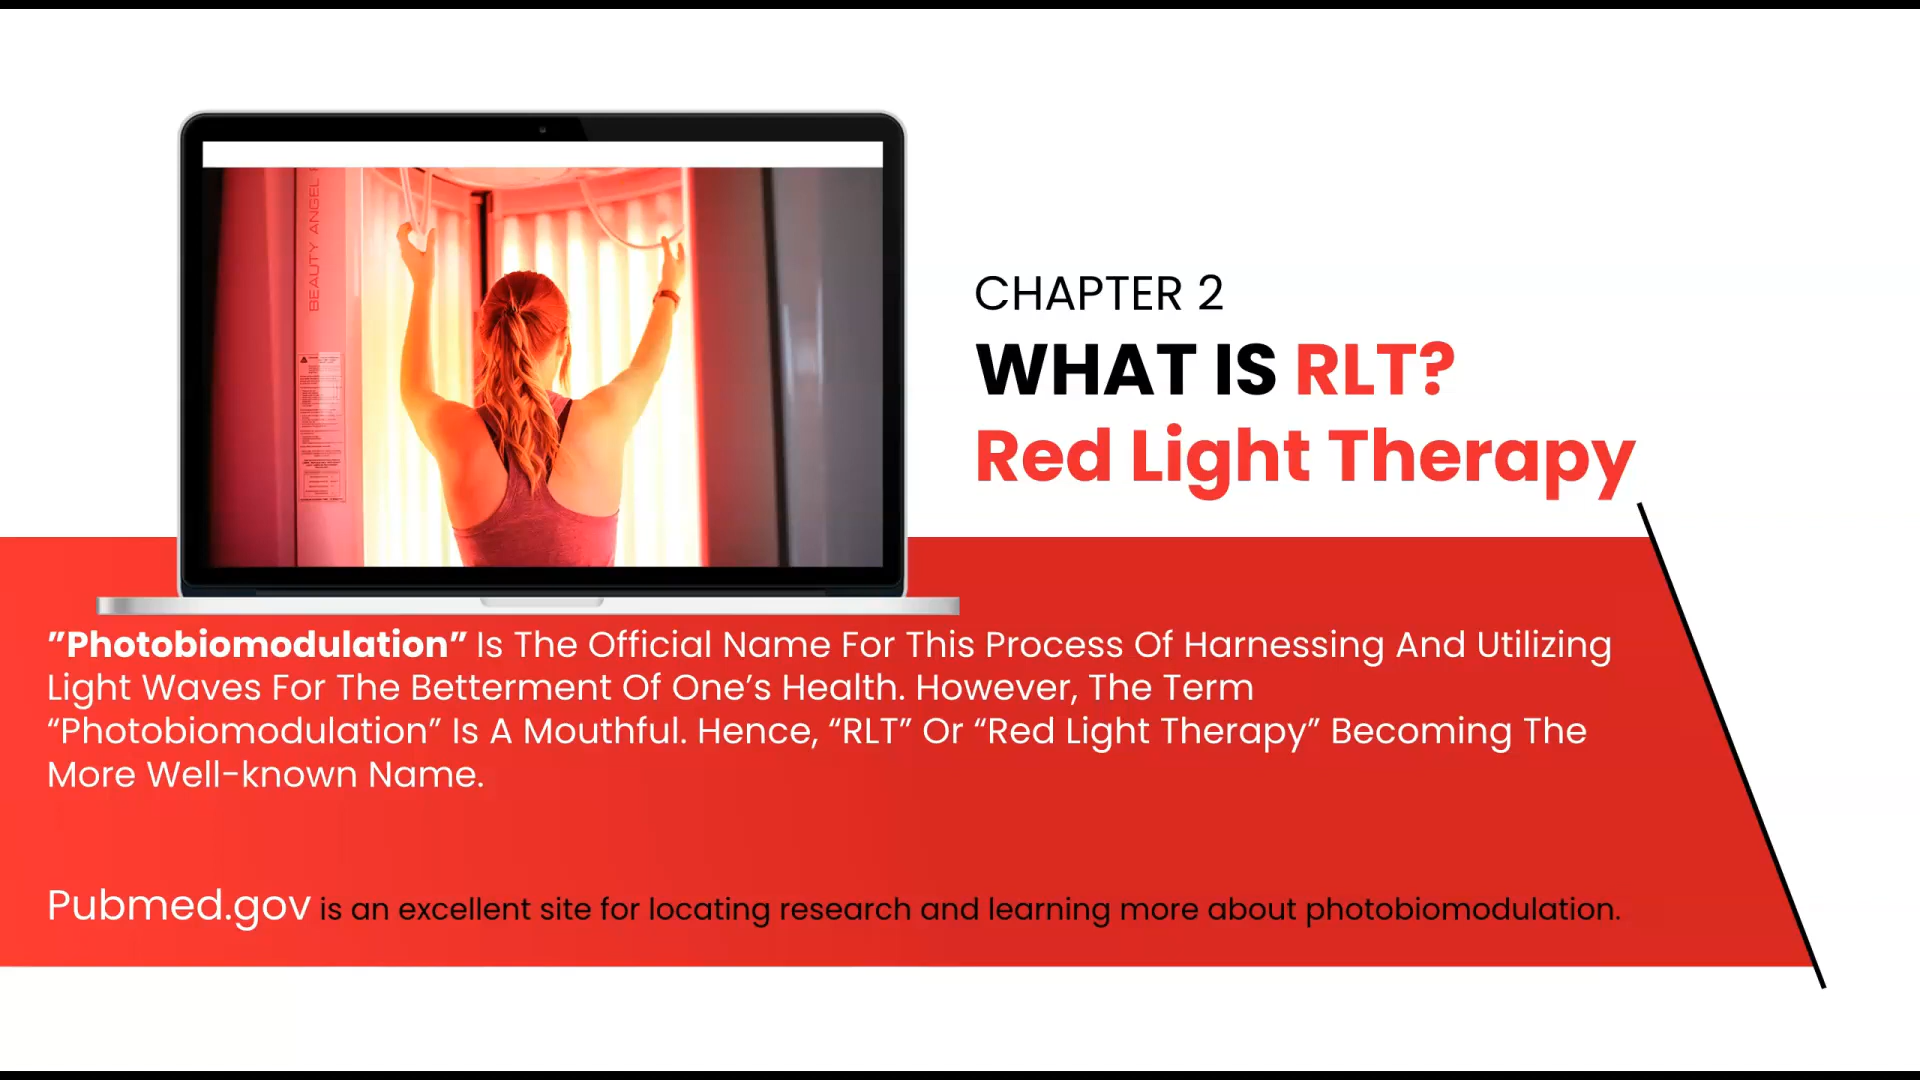 BEAUTY ANGEL
CHAPTER 2
WHAT IS RLT?
Red Light Therapy
”Photobiomodulation” Is The Official Name For This Process Of Harnessing And Utilizing
Light Waves For The Betterment Of One’s Health. However, The Term
“Photobiomodulation” Is A Mouthful. Hence, “RLT” Or “Red Light Therapy” Becoming The
More Well-known Name.
Pubmed.gov is an excellent site for locating research and learning more about photobiomodulation.